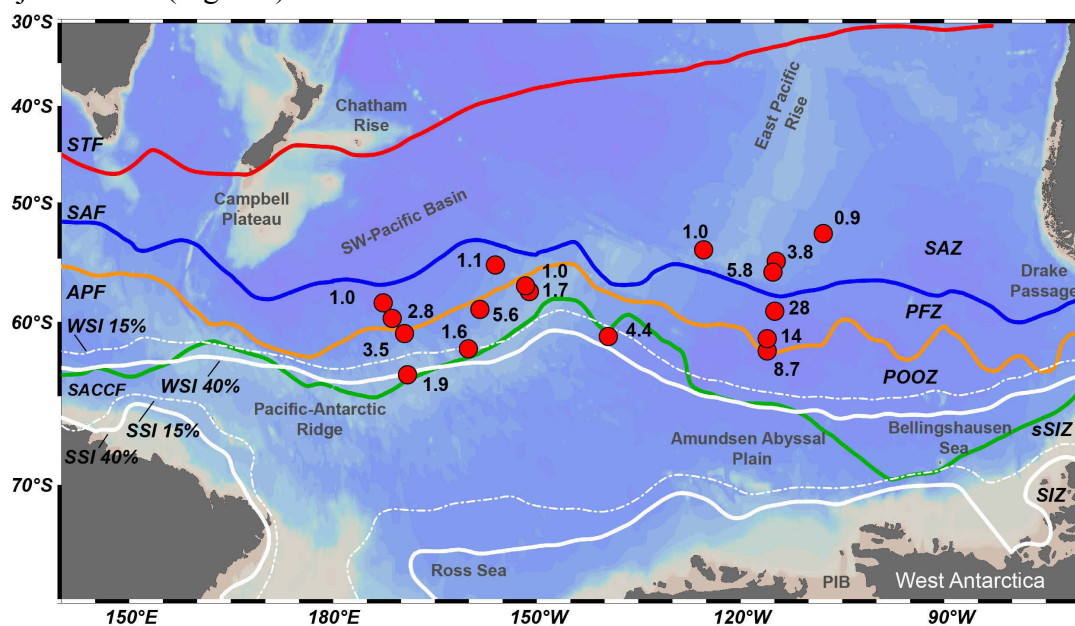 30°S
40°S
50°S
60°S
70°S
STF
SAF
APF
WSI 15%
SACCF
WSI 40%
SSI 15%
SSI 40%
Chatham
Rise
Campbell
Plateau
SW-Pacific Basin
East Pacific
Rise
SAZ
Drake
Passage
PFZ
POOZ
sSIZ
SIZ
Pacific-Antarctic
Ridge
Amundsen Abyssal
Plain
Bellingshausen
Sea
Ross Sea
PIB
West Antarctica
1.0
0.9
3.8
5.8
1.1
1.0
1.7
1.0
2.8
5.6
28
3.5
1.6
4.4
14
8.7
1.9
150°E
180°E
150°W
120°W
90°W